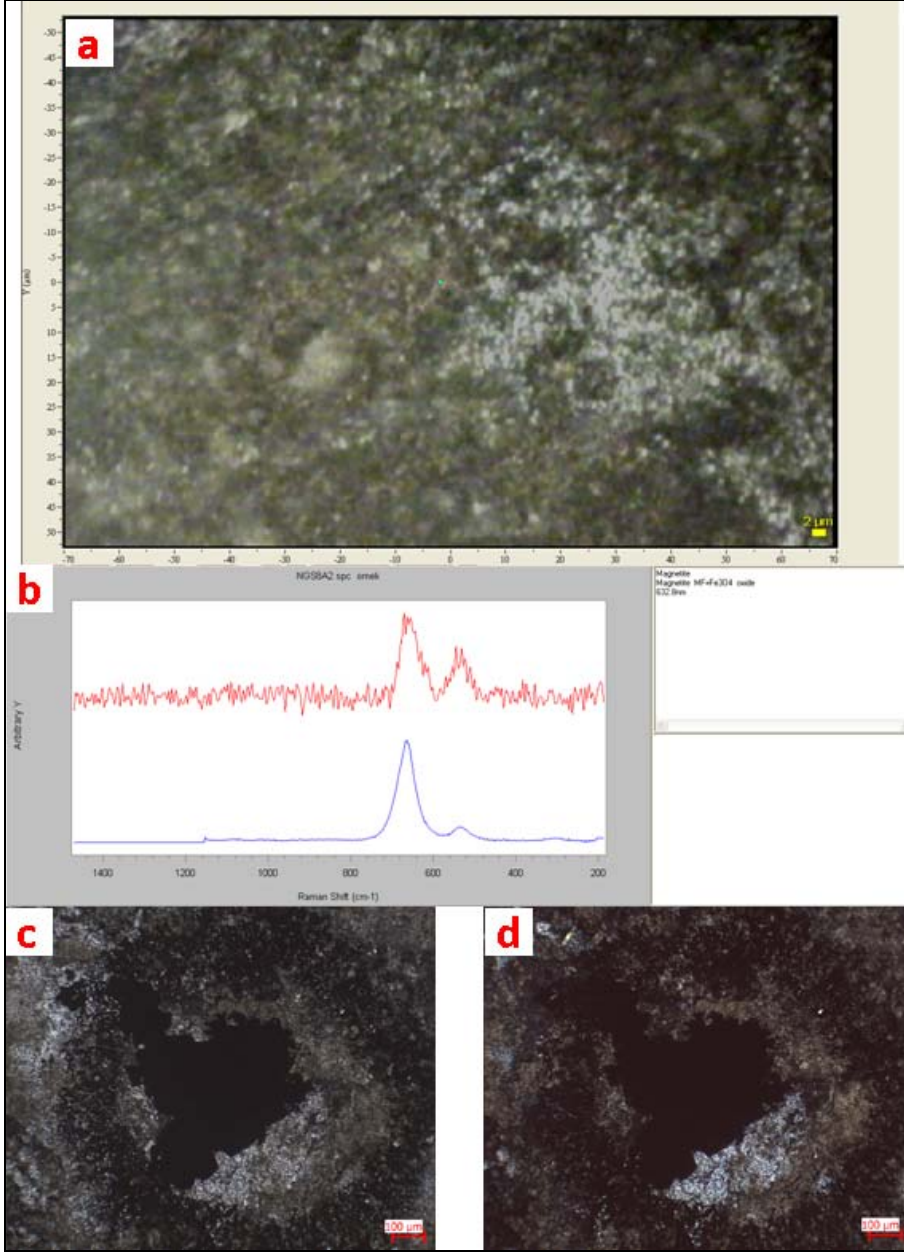 a
-50
-45
-40
-35
-30
-25
-20
-15
-10
-5
0
5
10
15
20
25
30
35
40
45
50
Y (µm)
2 µm
-70 -60 -50 -40 -30 -20 -10 0 10 20 30 40 50 60 70
b
NGS8A2 spc ornek
Magnetite
Magnetite MF=Fe3O4 oxide
632.8nm
Arbitrary Y
1400 1200 1000 800 600 400 200
Raman Shift (cm-1)
c
d
100 µm
100 µm